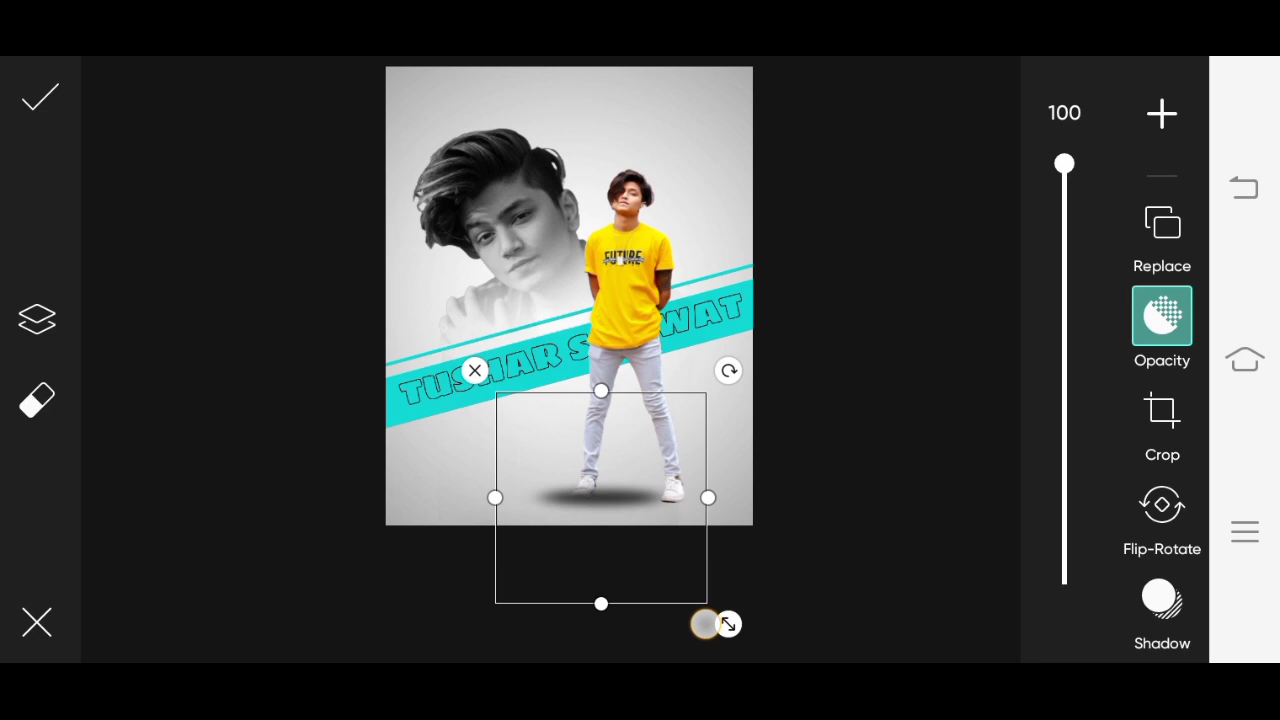 100
Replace
FUTURE
TUSHAR S WAT
Opacity
Crop
Flip-Rotate
Shadow